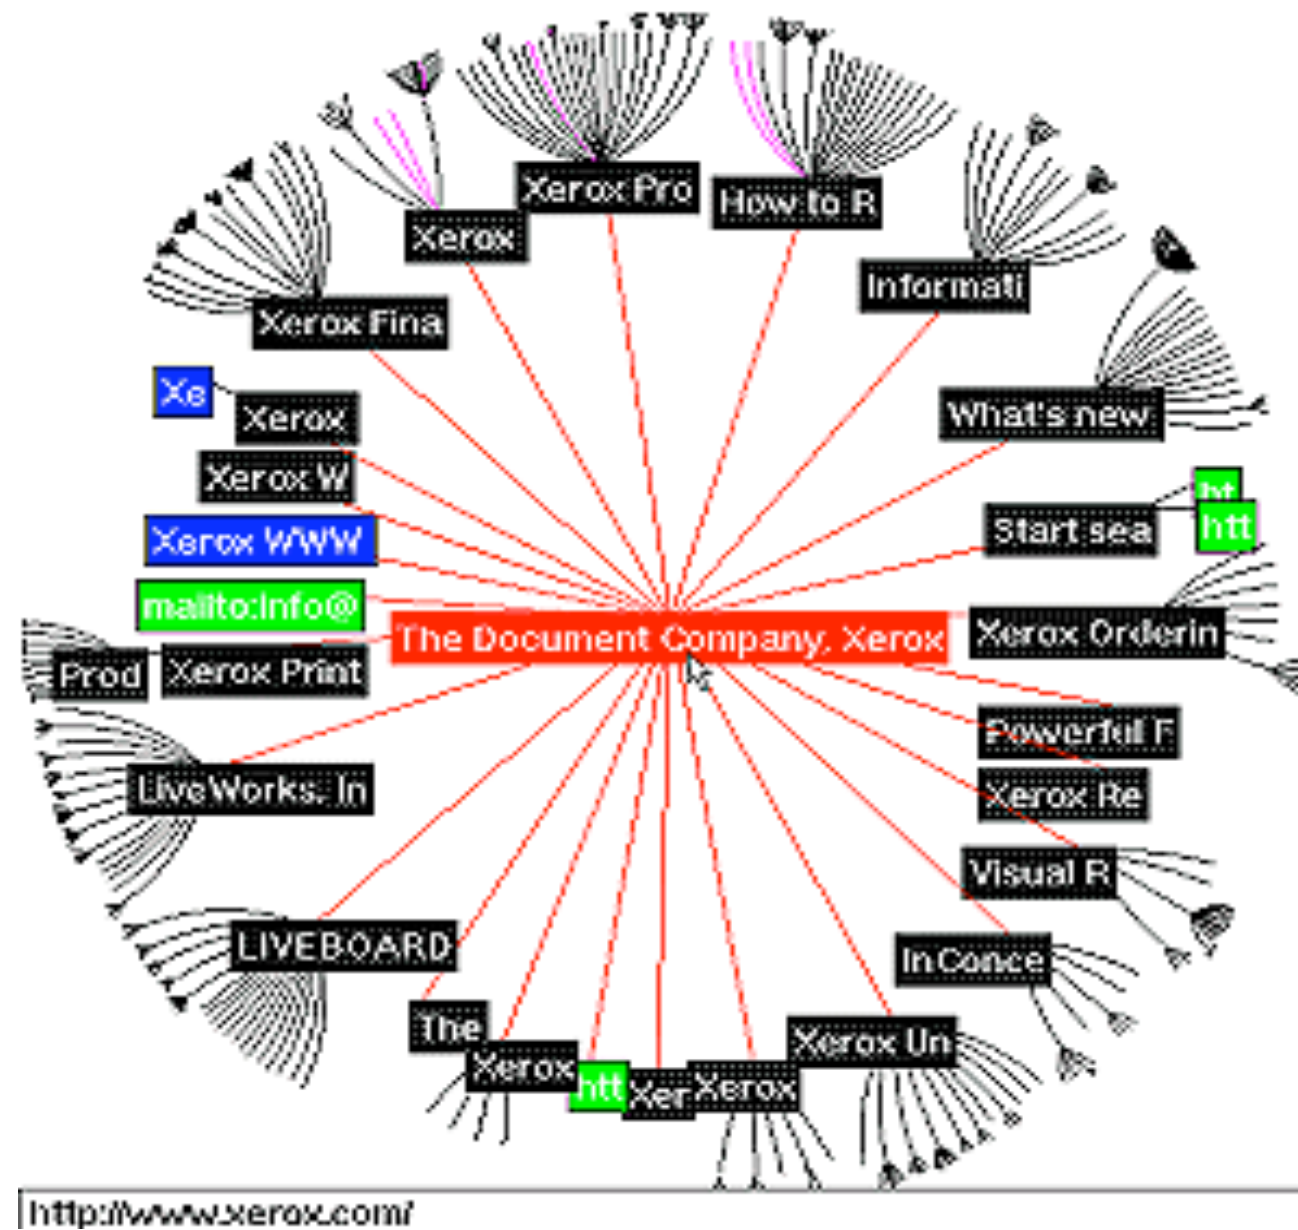 Xerox Pro
How to R
Xerox
Informati
Xerox Fina
Xe
Xerox
What's new
Xerox W
ht
Start sea
htt
Xerox WWW
mailto:info@
The Document Company, Xerox
Xerox Orderin
Prod
Xerox Print
Powerful F
LiveWorks, In
Xerox Re
Visual R
LIVEBOARD
InConce
The
Xerox Un
Xerox
htt
Xer
Xerox
http://www.xerox.com/